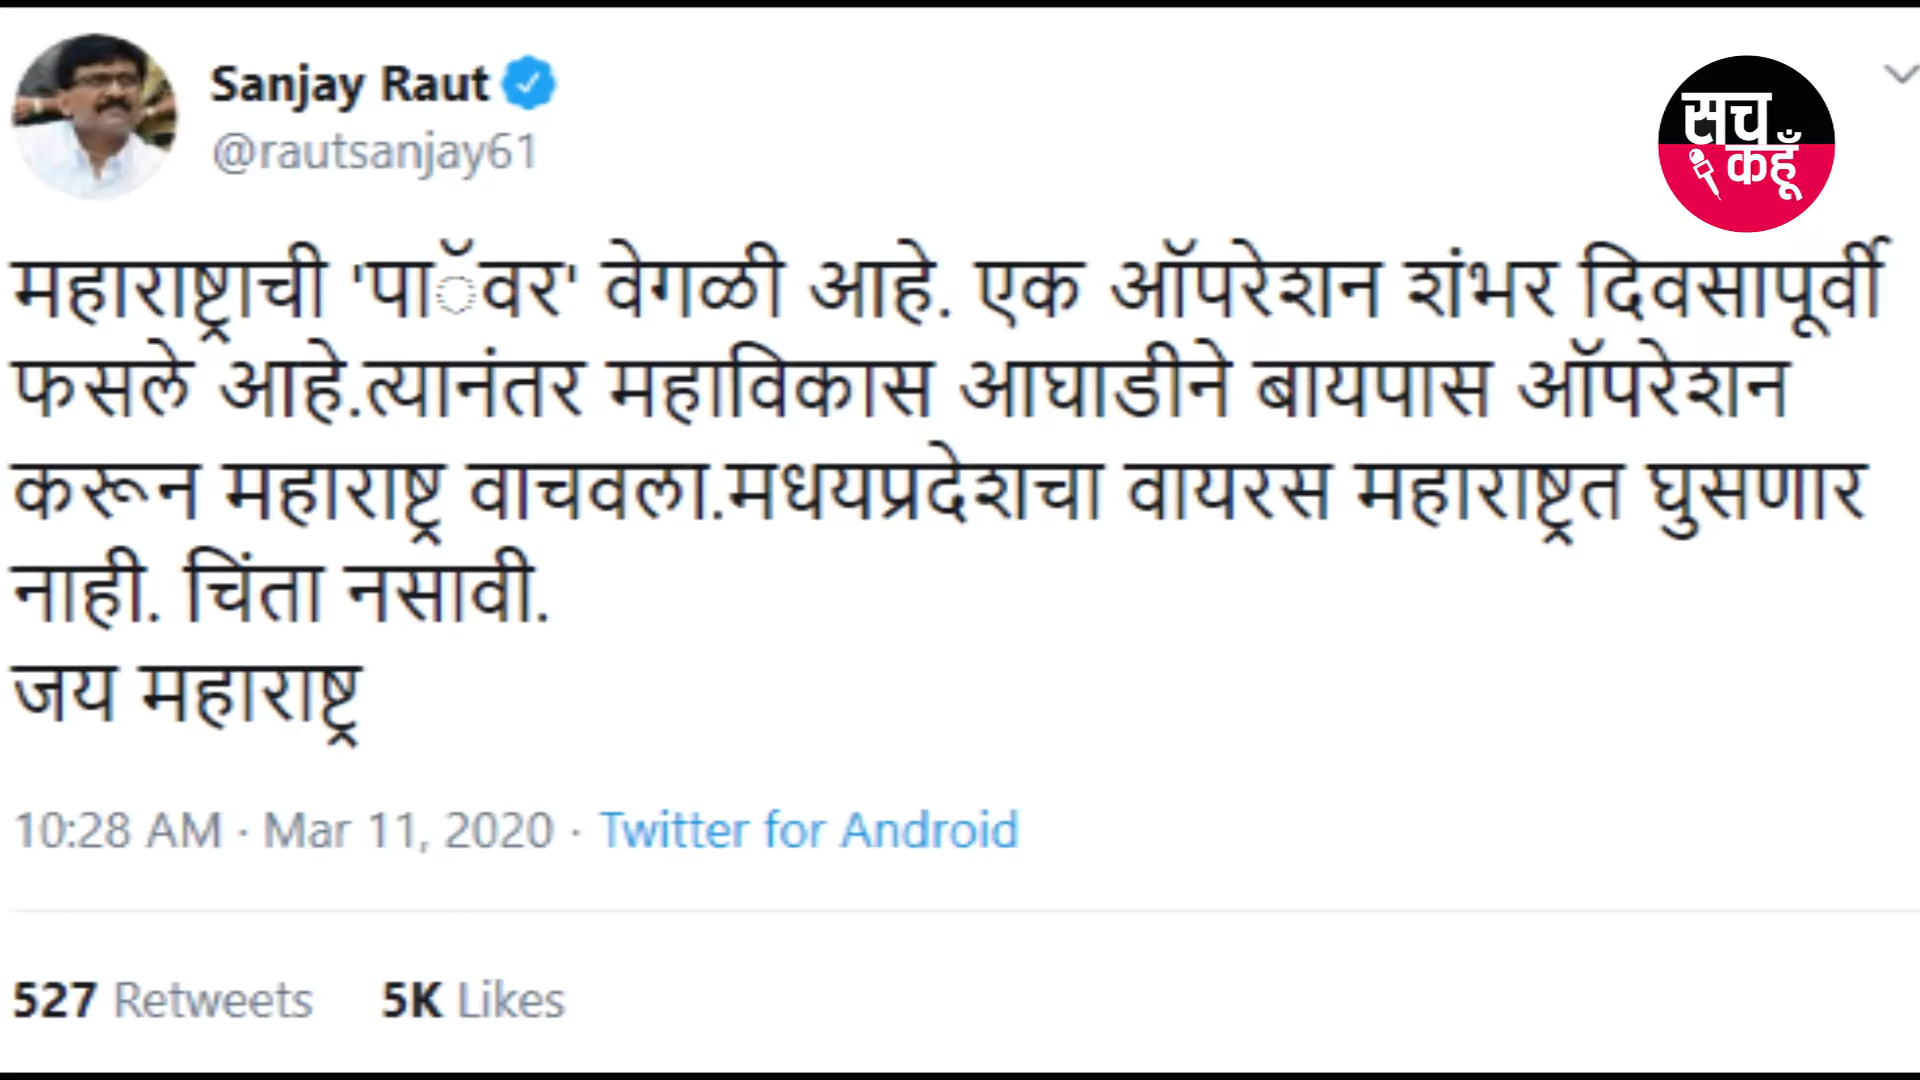 Sanjay Raut
@rautsanjay61
सच
कहूँ
महाराष्ट्राची 'पाॅवर' वेगळी आहे. एक ऑपरेशन शंभर दिवसापूर्वी
फसले आहे.त्यानंतर महाविकास आघाडीने बायपास ऑपरेशन
करून महाराष्ट्र वाचवला.मधयप्रदेशचा वायरस महाराष्ट्रत घुसणार
नाही. चिंता नसावी.
जय महाराष्ट्र
10:28 AM · Mar 11, 2020 · Twitter for Android
527 Retweets 5K Likes